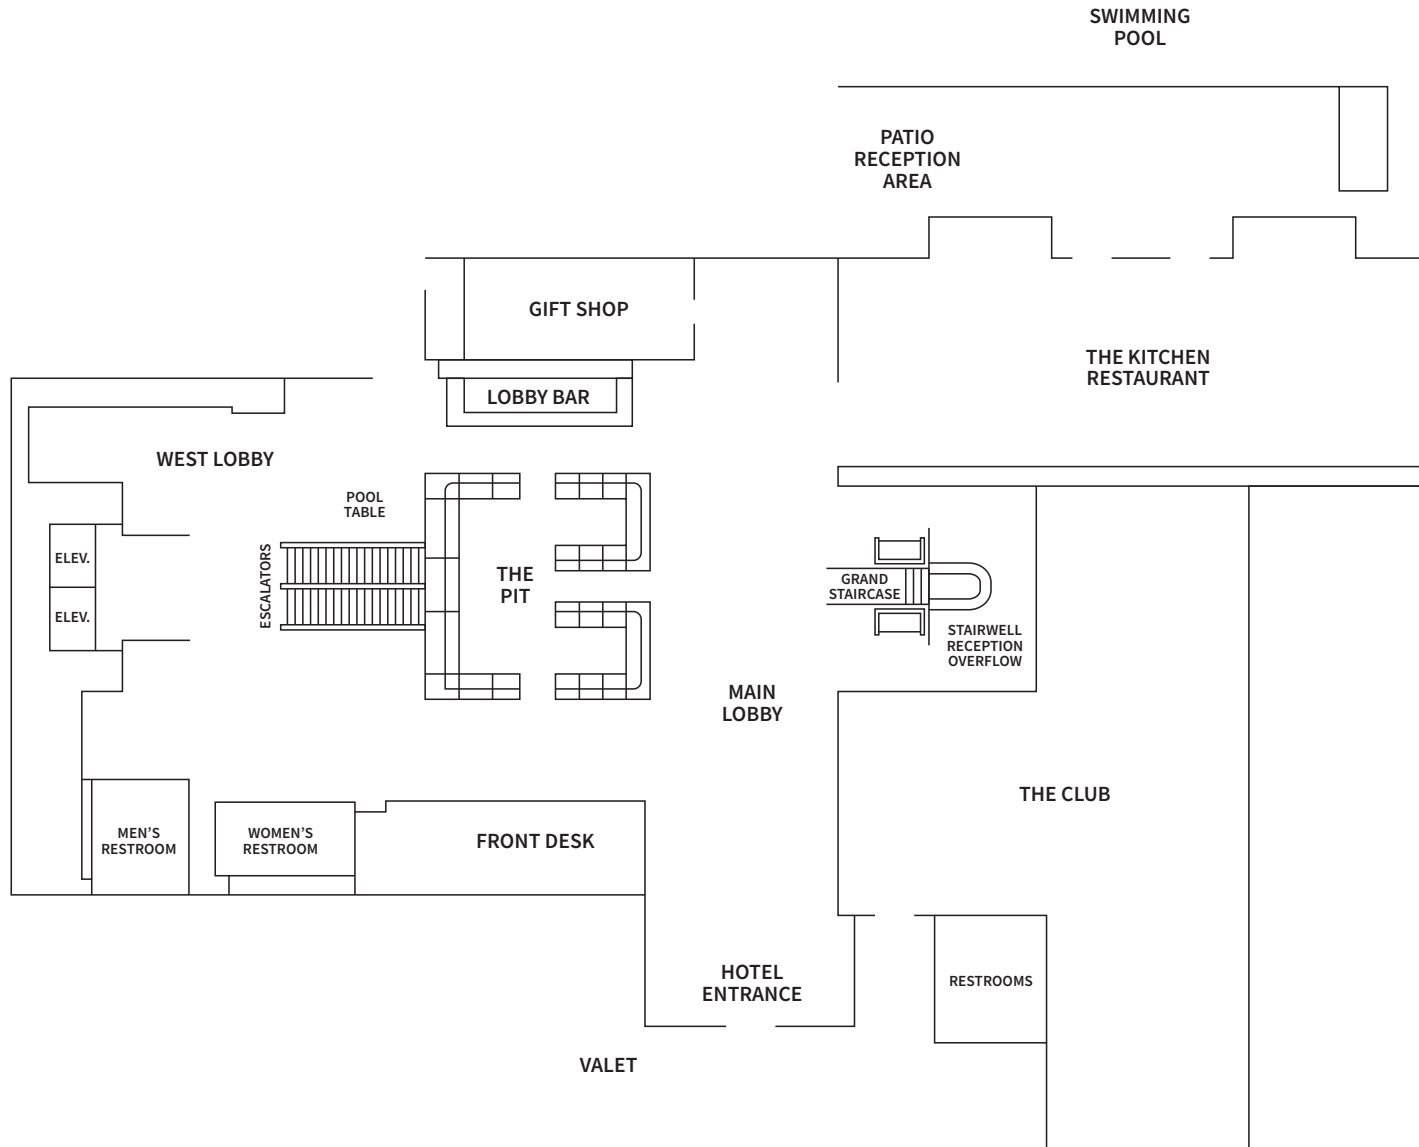 SWIMMING
POOL
PATIO
RECEPTION
AREA
GIFT SHOP
THE KITCHEN
RESTAURANT
LOBBY BAR
WEST LOBBY
POOL
TABLE
ELEV.
ELEV.
ESCALATORS
THE
PIT
GRAND
STAIRCASE
STAIRWELL
RECEPTION
OVERFLOW
MAIN
LOBBY
THE CLUB
MEN’S
RESTROOM
WOMEN’S
RESTROOM
FRONT DESK
HOTEL
ENTRANCE
RESTROOMS
VALET